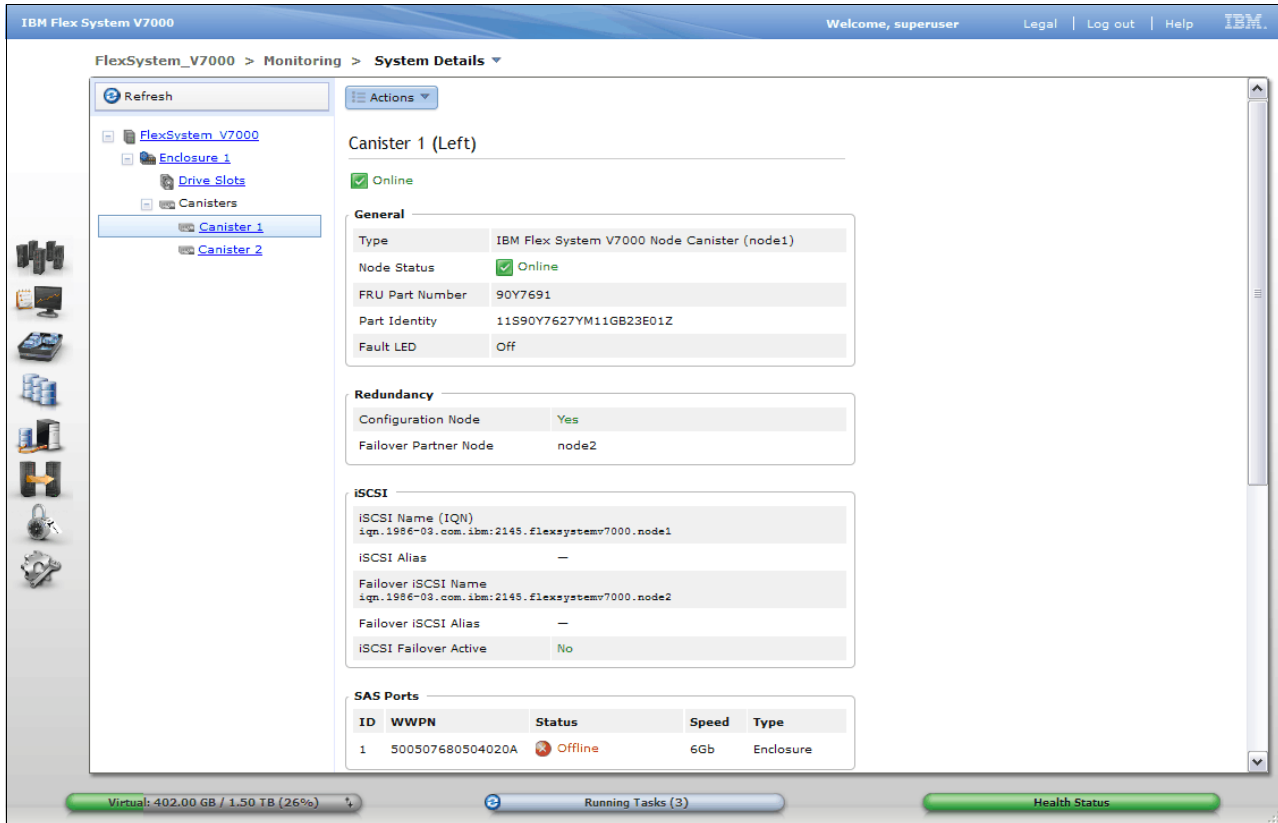 IBM Flex System V7000
Welcome, superuser
Legal | Log out | Help
IBM.
FlexSystem_V7000 > Monitoring > System Details
Refresh
Actions
FlexSystem_V7000
Enclosure 1
Drive Slots
Canisters
Canister 1
Canister 2
Canister 1 (Left)
Online
General
Type IBM Flex System V7000 Node Canister (node1)
Node Status Online
FRU Part Number 90Y7691
Part Identity 11S90Y7627YM11GB23E01Z
Fault LED Off
Redundancy
Configuration Node Yes
Failover Partner Node node2
iSCSI
iSCSI Name (IQN)
iqn.1986-03.com.ibm:2145.flexsystemv7000.node1
iSCSI Alias —
Failover iSCSI Name
iqn.1986-03.com.ibm:2145.flexsystemv7000.node2
Failover iSCSI Alias —
iSCSI Failover Active No
SAS Ports
ID WWPN Status Speed Type
1 500507680504020A Offline 6Gb Enclosure
Virtual: 402.00 GB / 1.50 TB (26%)
Running Tasks (3)
Health Status